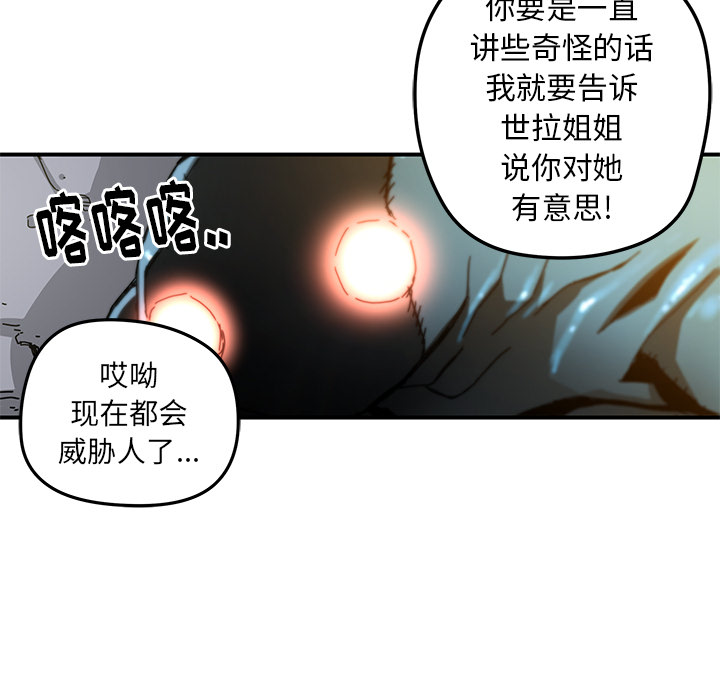 你要是一直
讲些奇怪的话
我就要告诉
世拉姐姐
说你对她
有意思!
喀喀喀..
哎呦
现在都会
威胁人了...